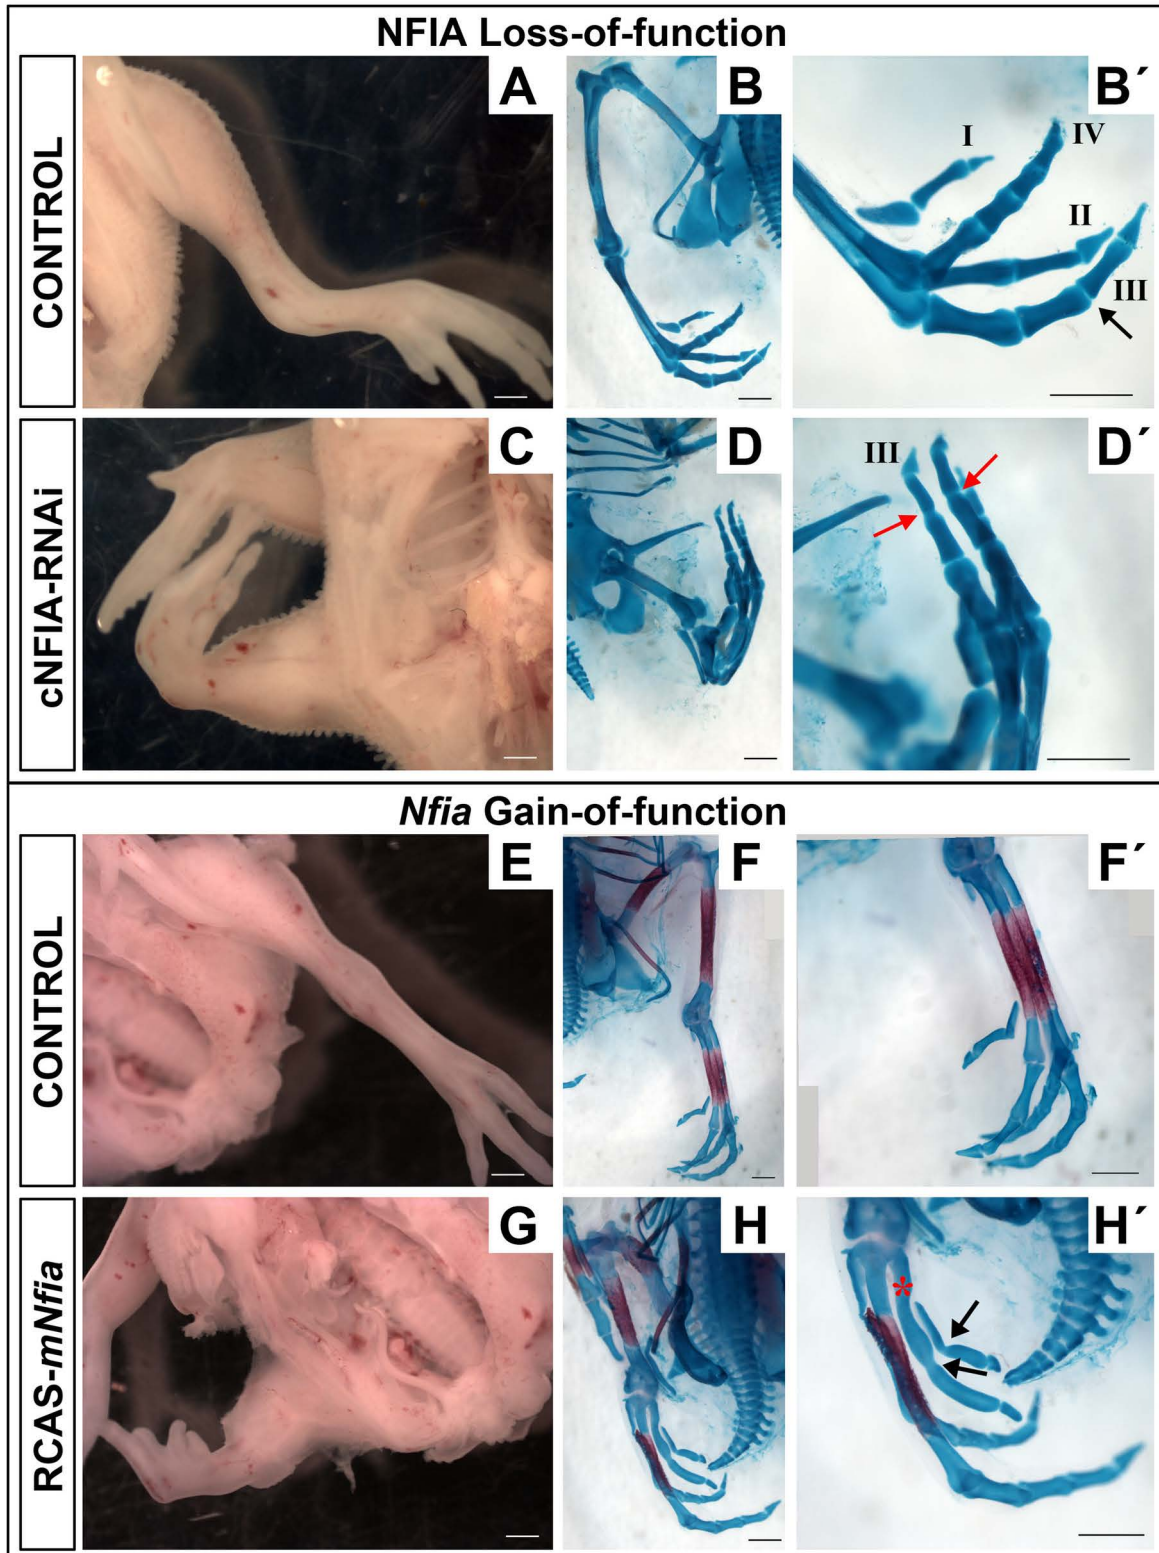 NFIA Loss-of-function
CONTROL
A
B
B´
I
IV
II
III
cNFIA-RNAi
C
D
D´
III
Nfia Gain-of-function
CONTROL
E
F
F´
RCAS-mNfia
G
H
H´
*